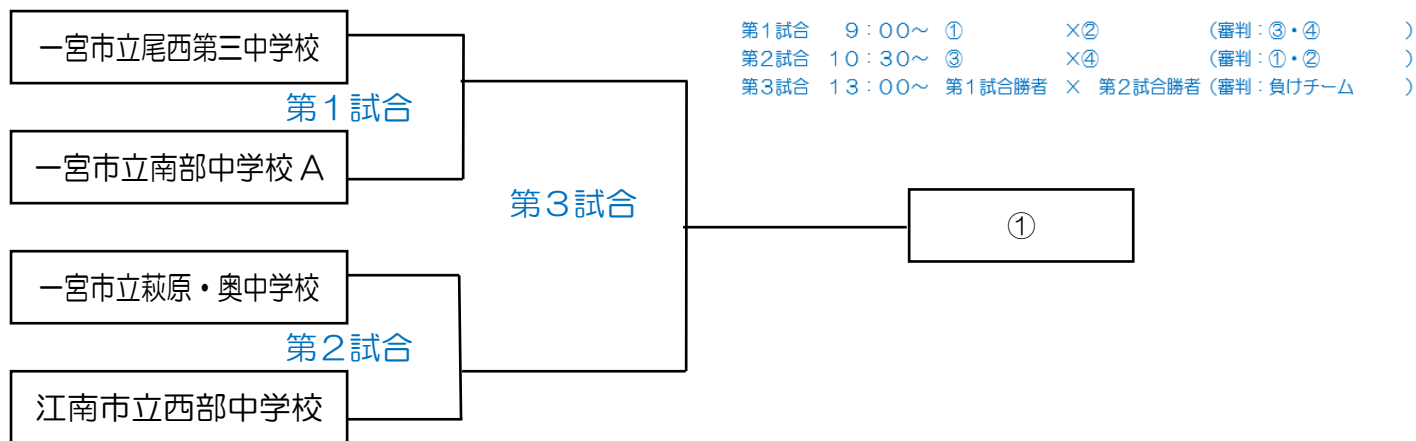 一宮市立尾西第三中学校
第１試合
一宮市立南部中学校 A
第３試合
一宮市立萩原・奥中学校
第２試合
江南市立西部中学校
①
第１試合　９：００～　①　×②　（審判：③・④　）
第２試合　１０：３０～　③　×④　（審判：①・②　）
第３試合　１３：００～　第１試合勝者　×　第２試合勝者（審判：負けチーム　）